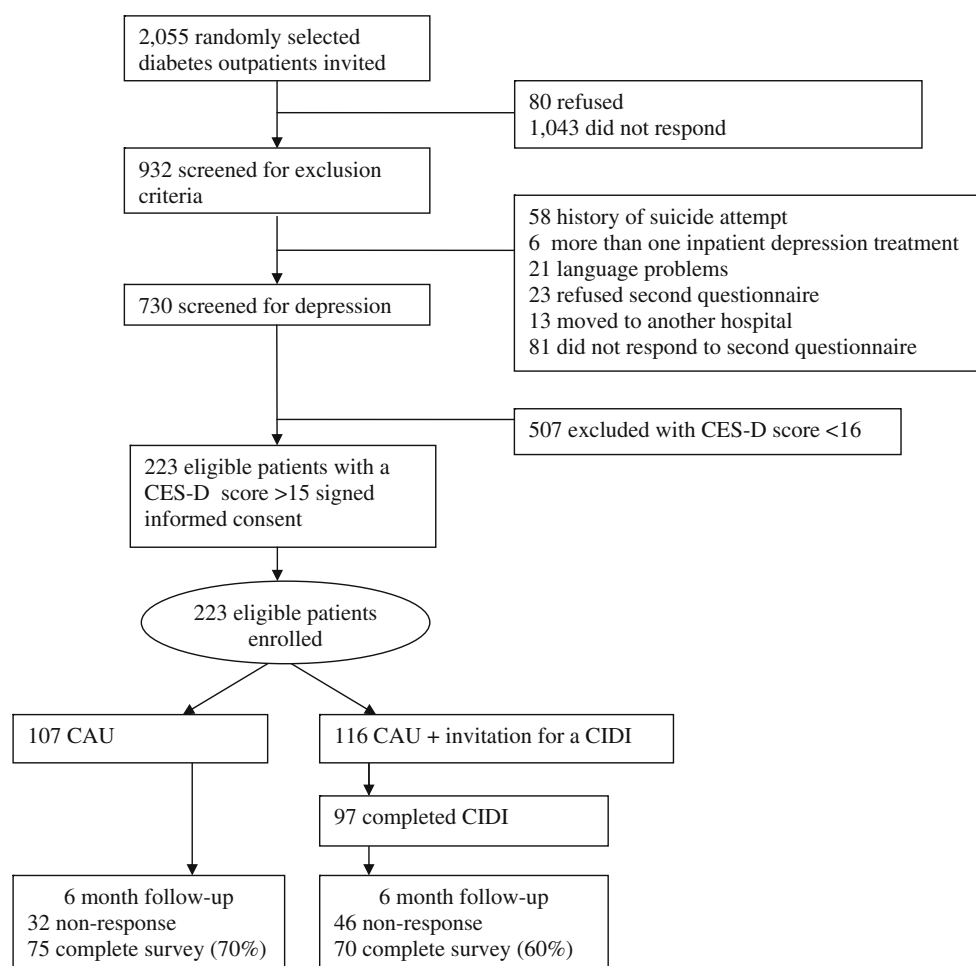 2,055 randomly selected
diabetes outpatients invited
80 refused
1,043 did not respond
932 screened for exclusion
criteria
58 history of suicide attempt
6 more than one inpatient depression treatment
21 language problems
23 refused second questionnaire
13 moved to another hospital
81 did not respond to second questionnaire
730 screened for depression
507 excluded with CES-D score <16
223 eligible patients with a
CES-D score >15 signed
informed consent
223 eligible patients
enrolled
107 CAU
116 CAU + invitation for a CIDI
97 completed CIDI
6 month follow-up
32 non-response
75 complete survey (70%)
6 month follow-up
46 non-response
70 complete survey (60%)